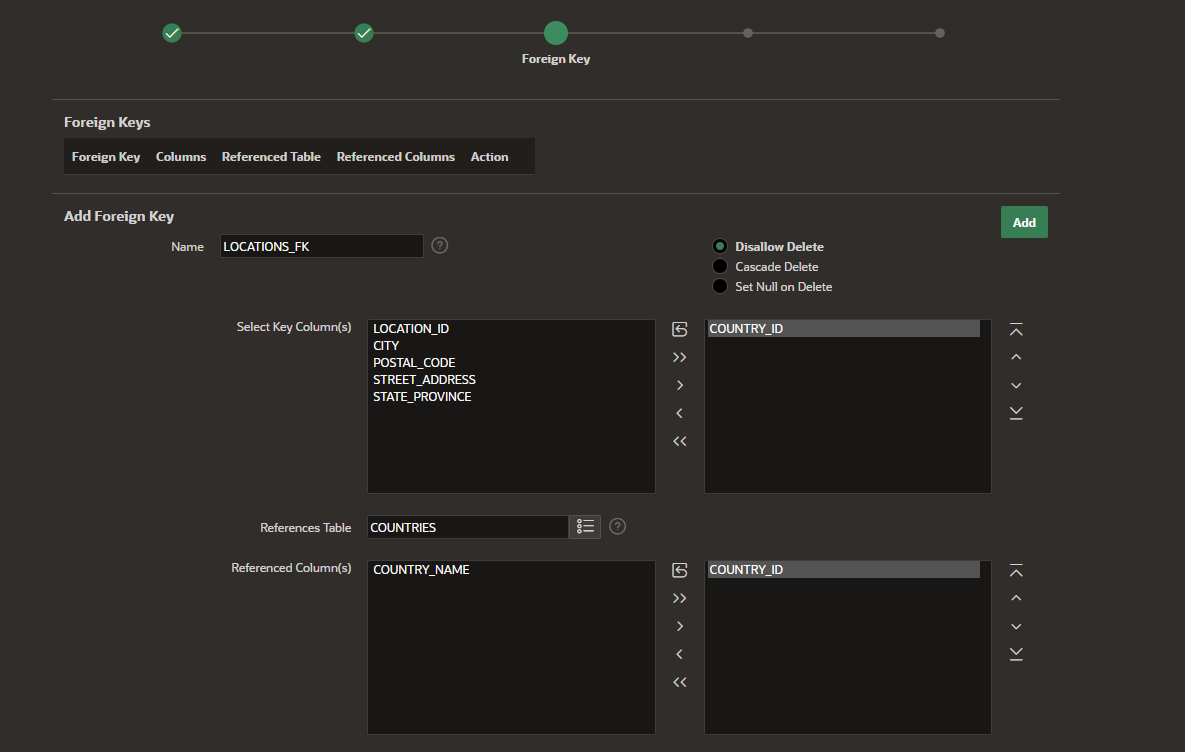 Foreign Key
Foreign Keys
Foreign Key Columns Referenced Table Referenced Columns Action
Add Foreign Key
Add
Name LOCATIONS_FK
Disallow Delete
Cascade Delete
Set Null on Delete
Select Key Column(s)
LOCATION_ID
CITY
POSTAL_CODE
STREET_ADDRESS
STATE_PROVINCE
COUNTRY_ID
References Table COUNTRIES
Referenced Column(s)
COUNTRY_NAME
COUNTRY_ID